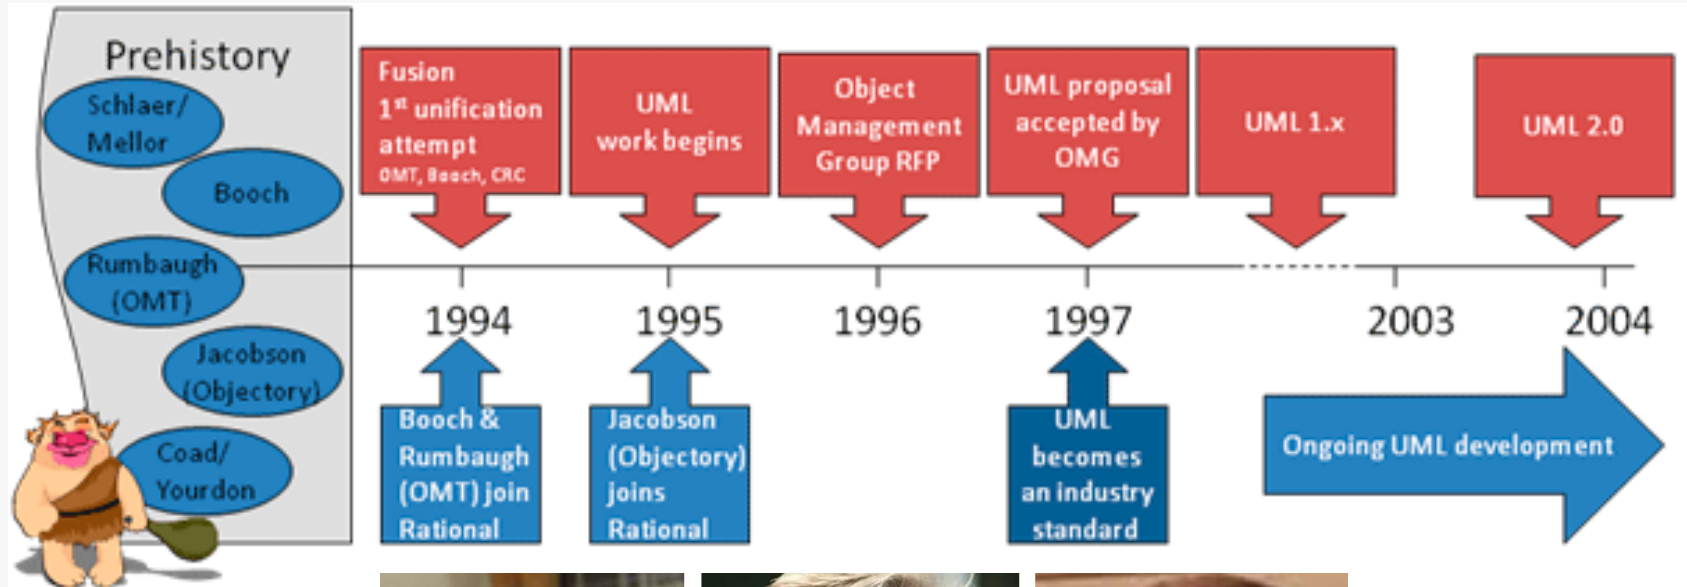 Prehistory
Schlaer/
Mellor
Booch
Rumbaugh
(OMT)
Jacobson
(Objectory)
Coad/
Yourdon
Fusion
1st unification
attempt
OMT, Booch, CRC
UML
work begins
Object
Management
Group RFP
UML proposal
accepted by
OMG
UML 1.x
UML 2.0
1994
1995
1996
1997
2003
2004
Booch &
Rumbaugh
(OMT) join
Rational
Jacobson
(Objectory)
joins
Rational
UML
becomes
an industry
standard
Ongoing UML development